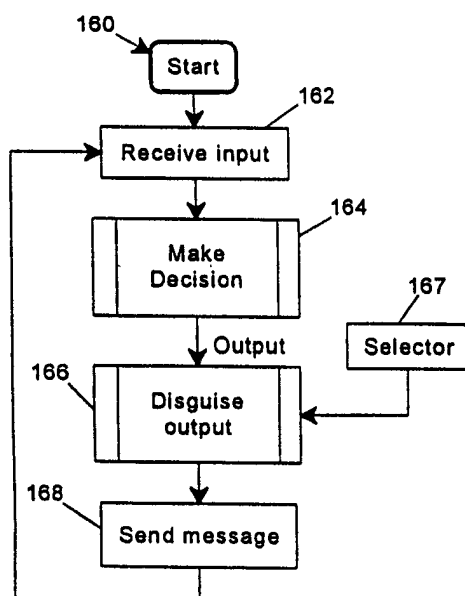 160
Start
162
Receive input
164
Make
Decision
167
Output
Selector
166
Disguise
output
168
Send message